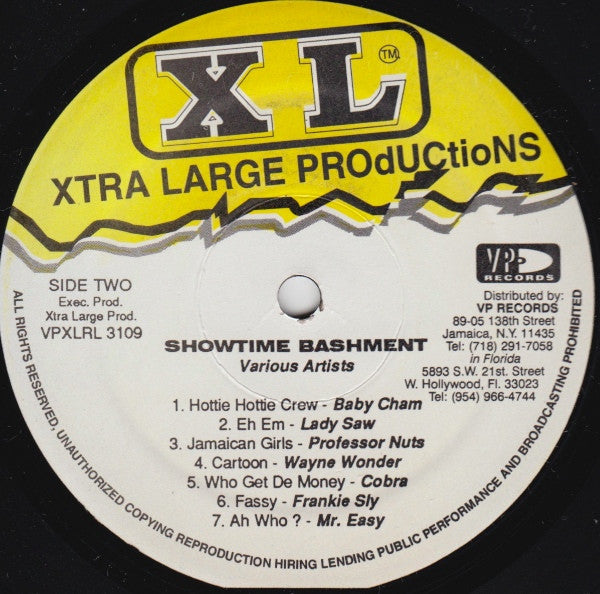 XL TM
XTRA LARGE PROdUCtioNS
SIDE TWO
Exec. Prod.
Xtra Large Prod.
VPXLRL 3109
VP
RECORDS
Distributed by:
VP RECORDS
89-05 138th Street
Jamaica, N.Y. 11435
Tel: (718) 291-7058
in Florida
5893 S.W. 21st. Street
W. Hollywood, Fl. 33023
Tel: (954) 966-4744
SHOWTIME BASHMENT
Various Artists
1. Hottie Hottie Crew - Baby Cham
2. Eh Em - Lady Saw
3. Jamaican Girls - Professor Nuts
4. Cartoon - Wayne Wonder
5. Who Get De Money - Cobra
6. Fassy - Frankie Sly
7. Ah Who ? - Mr. Easy
ALL RIGHTS RESERVED, UNAUTHORIZED COPYING REPRODUCTION HIRING LENDING PUBLIC PERFORMANCE AND BROADCASTING PROHIBITED